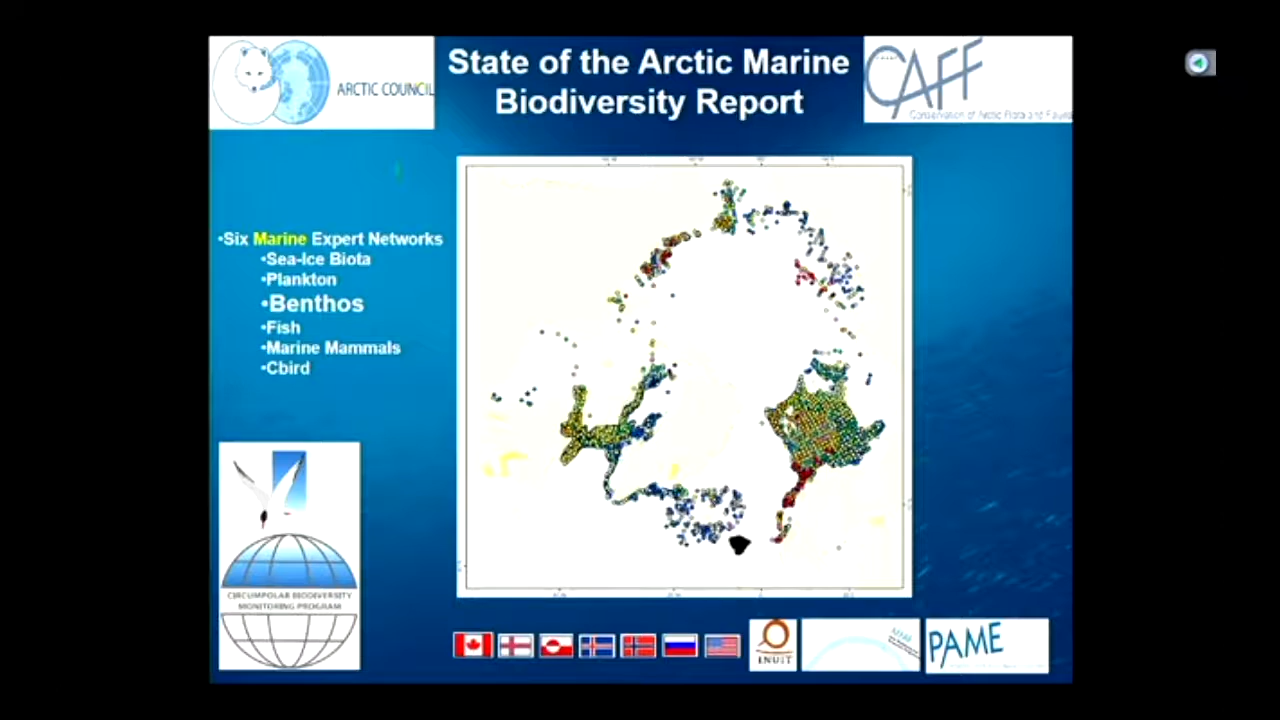 State of the Arctic Marine
Biodiversity Report
ARCTIC COUNCIL
CAFF
Conservation of Arctic Flora and Fauna
•Six Marine Expert Networks
•Sea-Ice Biota
•Plankton
•Benthos
•Fish
•Marine Mammals
•Cbird
CIRCUMPOLAR BIODIVERSITY
MONITORING PROGRAM
INUIT
PAME